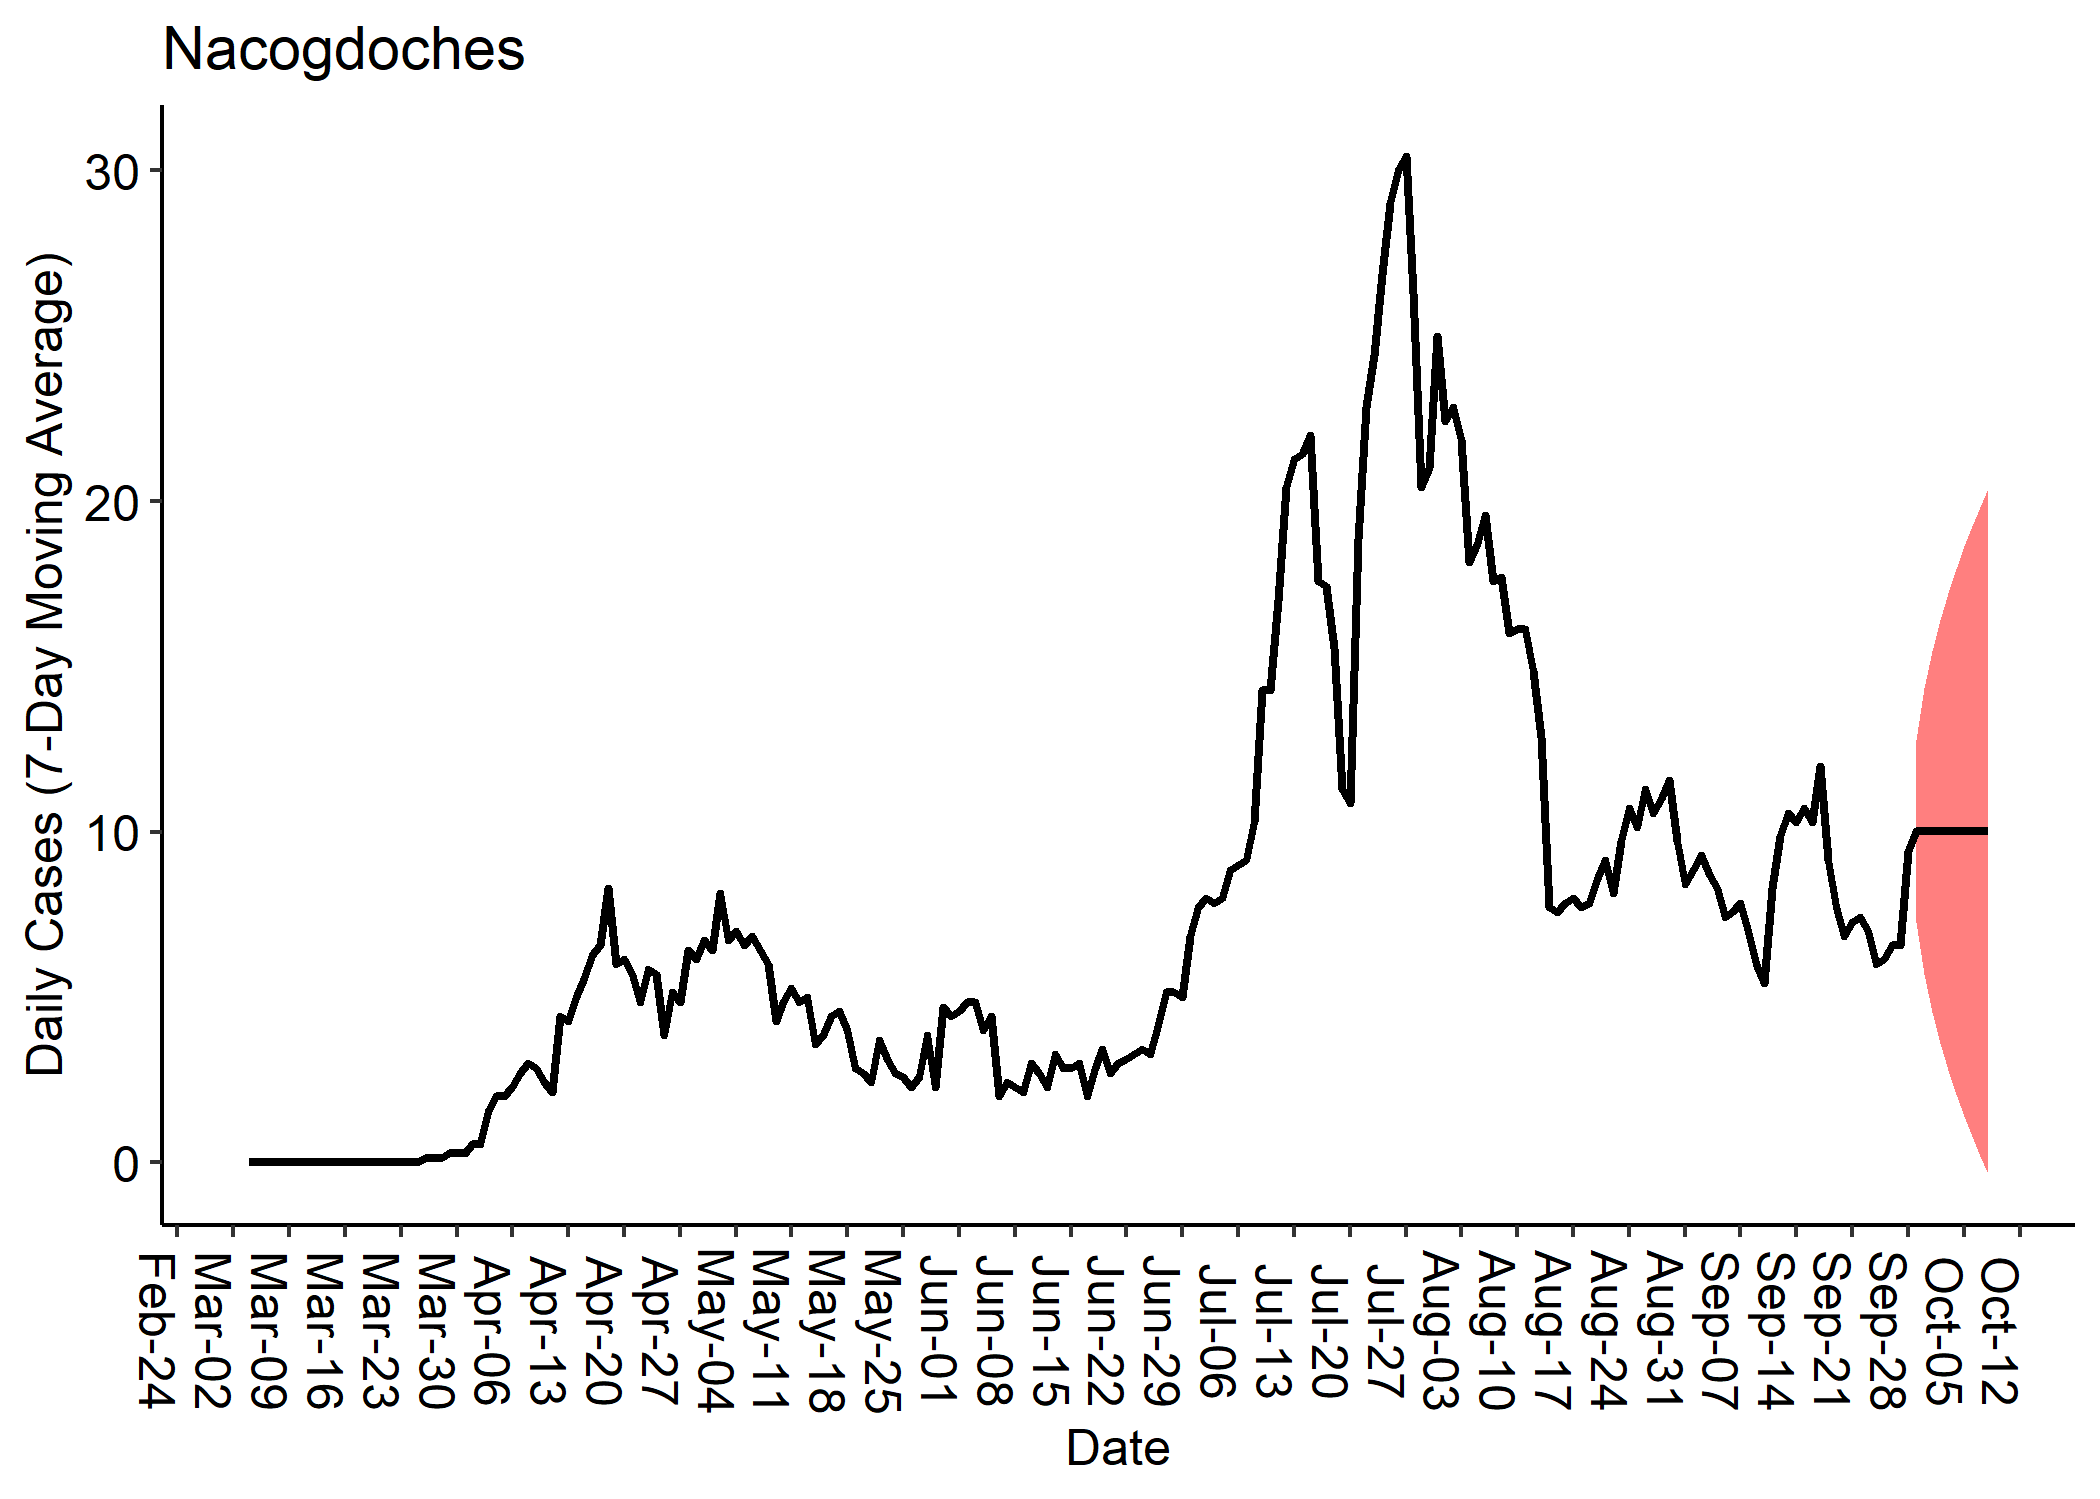 Nacogdoches
Daily Cases (7-Day Moving Average)
30
20
10
0
Feb-24
Mar-02
Mar-09
Mar-16
Mar-23
Mar-30
Apr-06
Apr-13
Apr-20
Apr-27
May-04
May-11
May-18
May-25
Jun-01
Jun-08
Jun-15
Jun-22
Jun-29
Jul-06
Jul-13
Jul-20
Jul-27
Aug-03
Aug-10
Aug-17
Aug-24
Aug-31
Sep-07
Sep-14
Sep-21
Sep-28
Oct-05
Oct-12
Date